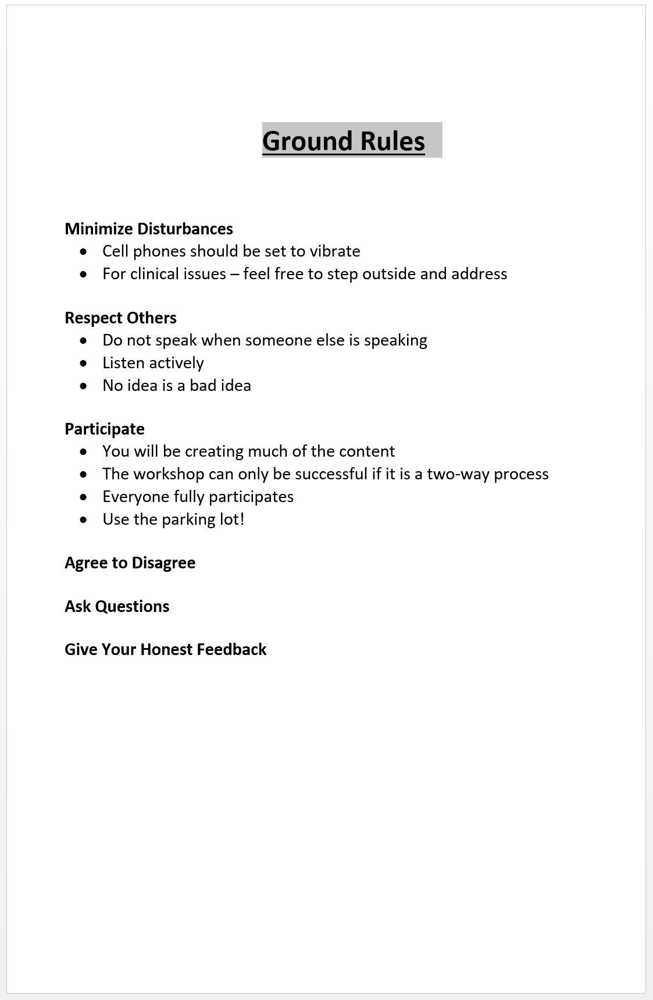 Ground Rules
Minimize Disturbances
• Cell phones should be set to vibrate
• For clinical issues – feel free to step outside and address
Respect Others
• Do not speak when someone else is speaking
• Listen actively
• No idea is a bad idea
Participate
• You will be creating much of the content
• The workshop can only be successful if it is a two-way process
• Everyone fully participates
• Use the parking lot!
Agree to Disagree
Ask Questions
Give Your Honest Feedback